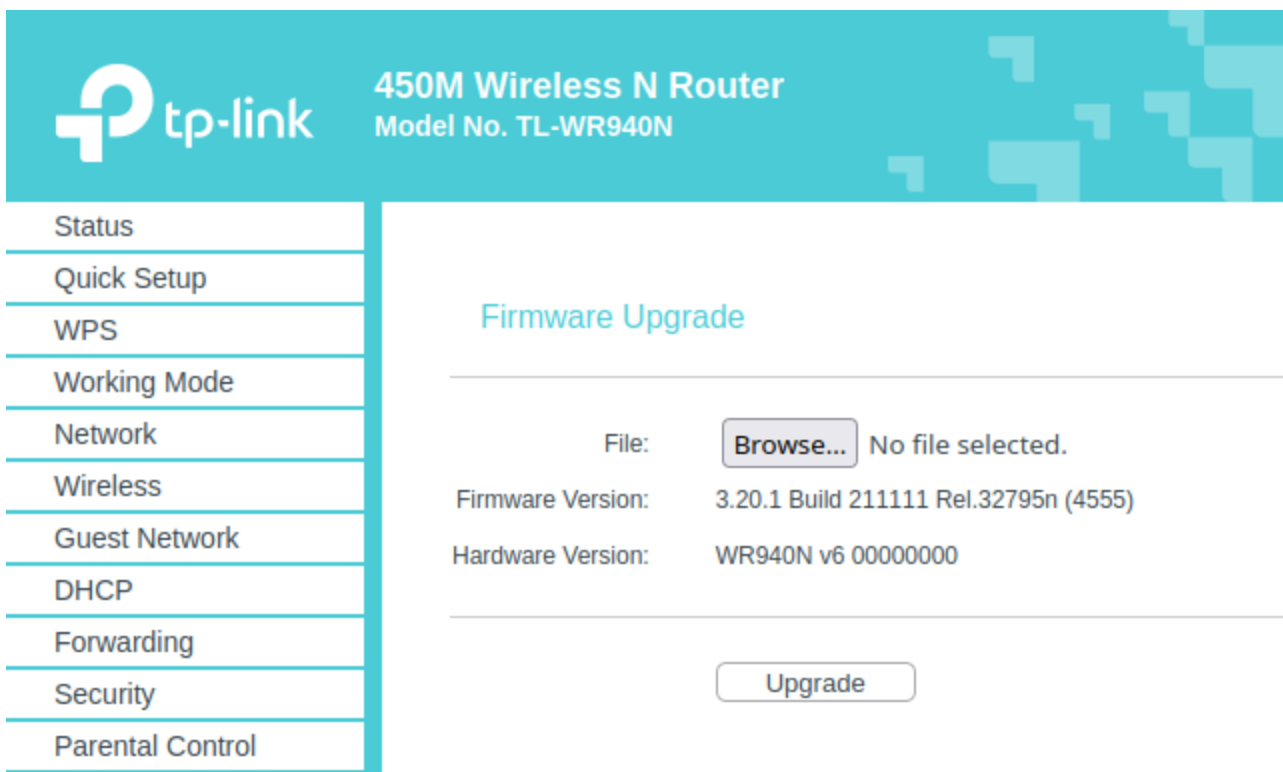 tp-link
450M Wireless N Router
Model No. TL-WR940N
Status
Quick Setup
WPS
Working Mode
Network
Wireless
Guest Network
DHCP
Forwarding
Security
Parental Control
Firmware Upgrade
File: Browse... No file selected.
Firmware Version: 3.20.1 Build 211111 Rel.32795n (4555)
Hardware Version: WR940N v6 00000000
Upgrade